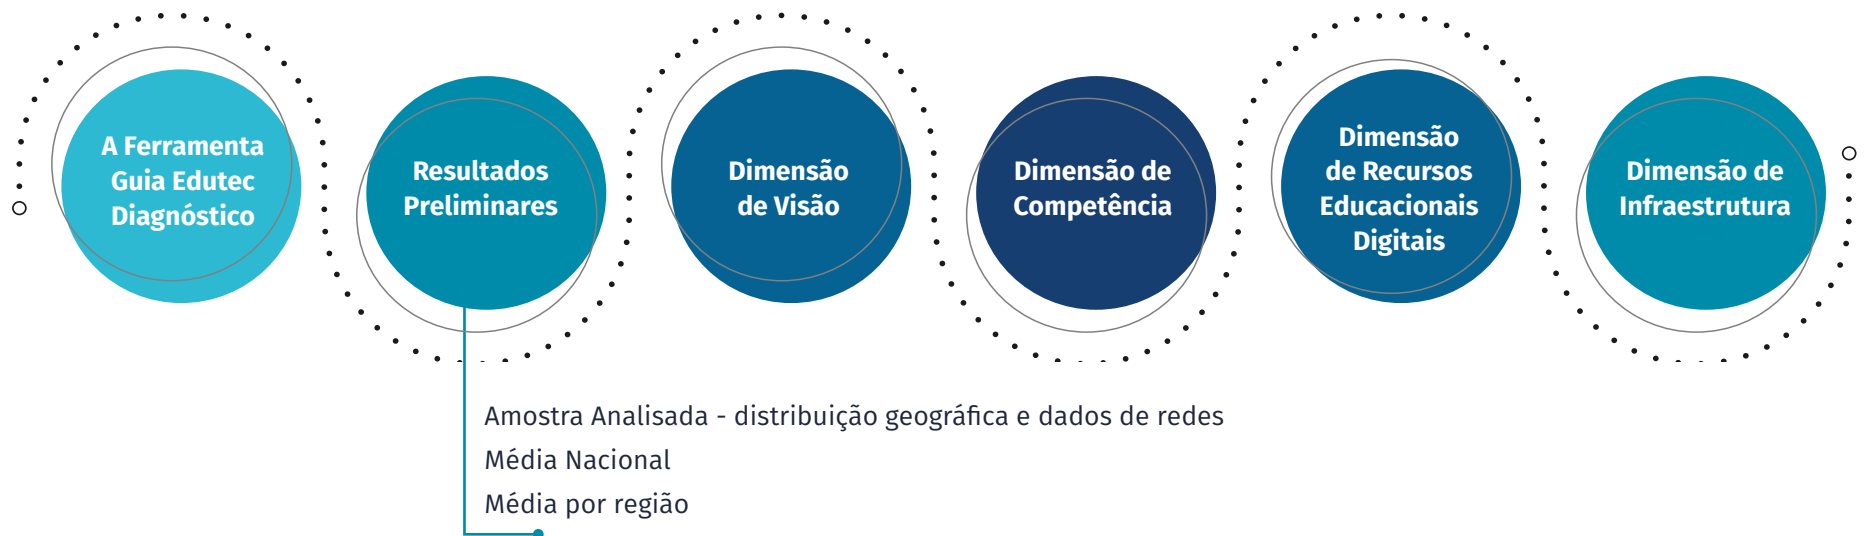 A Ferramenta
Guia Edutec
Diagnóstico
Resultados
Preliminares
Dimensão
de Visão
Dimensão de
Competência
Dimensão
de Recursos
Educacionais
Digitais
Dimensão de
Infraestrutura
Amostra Analisada - distribuição geográfica e dados de redes
Média Nacional
Média por região